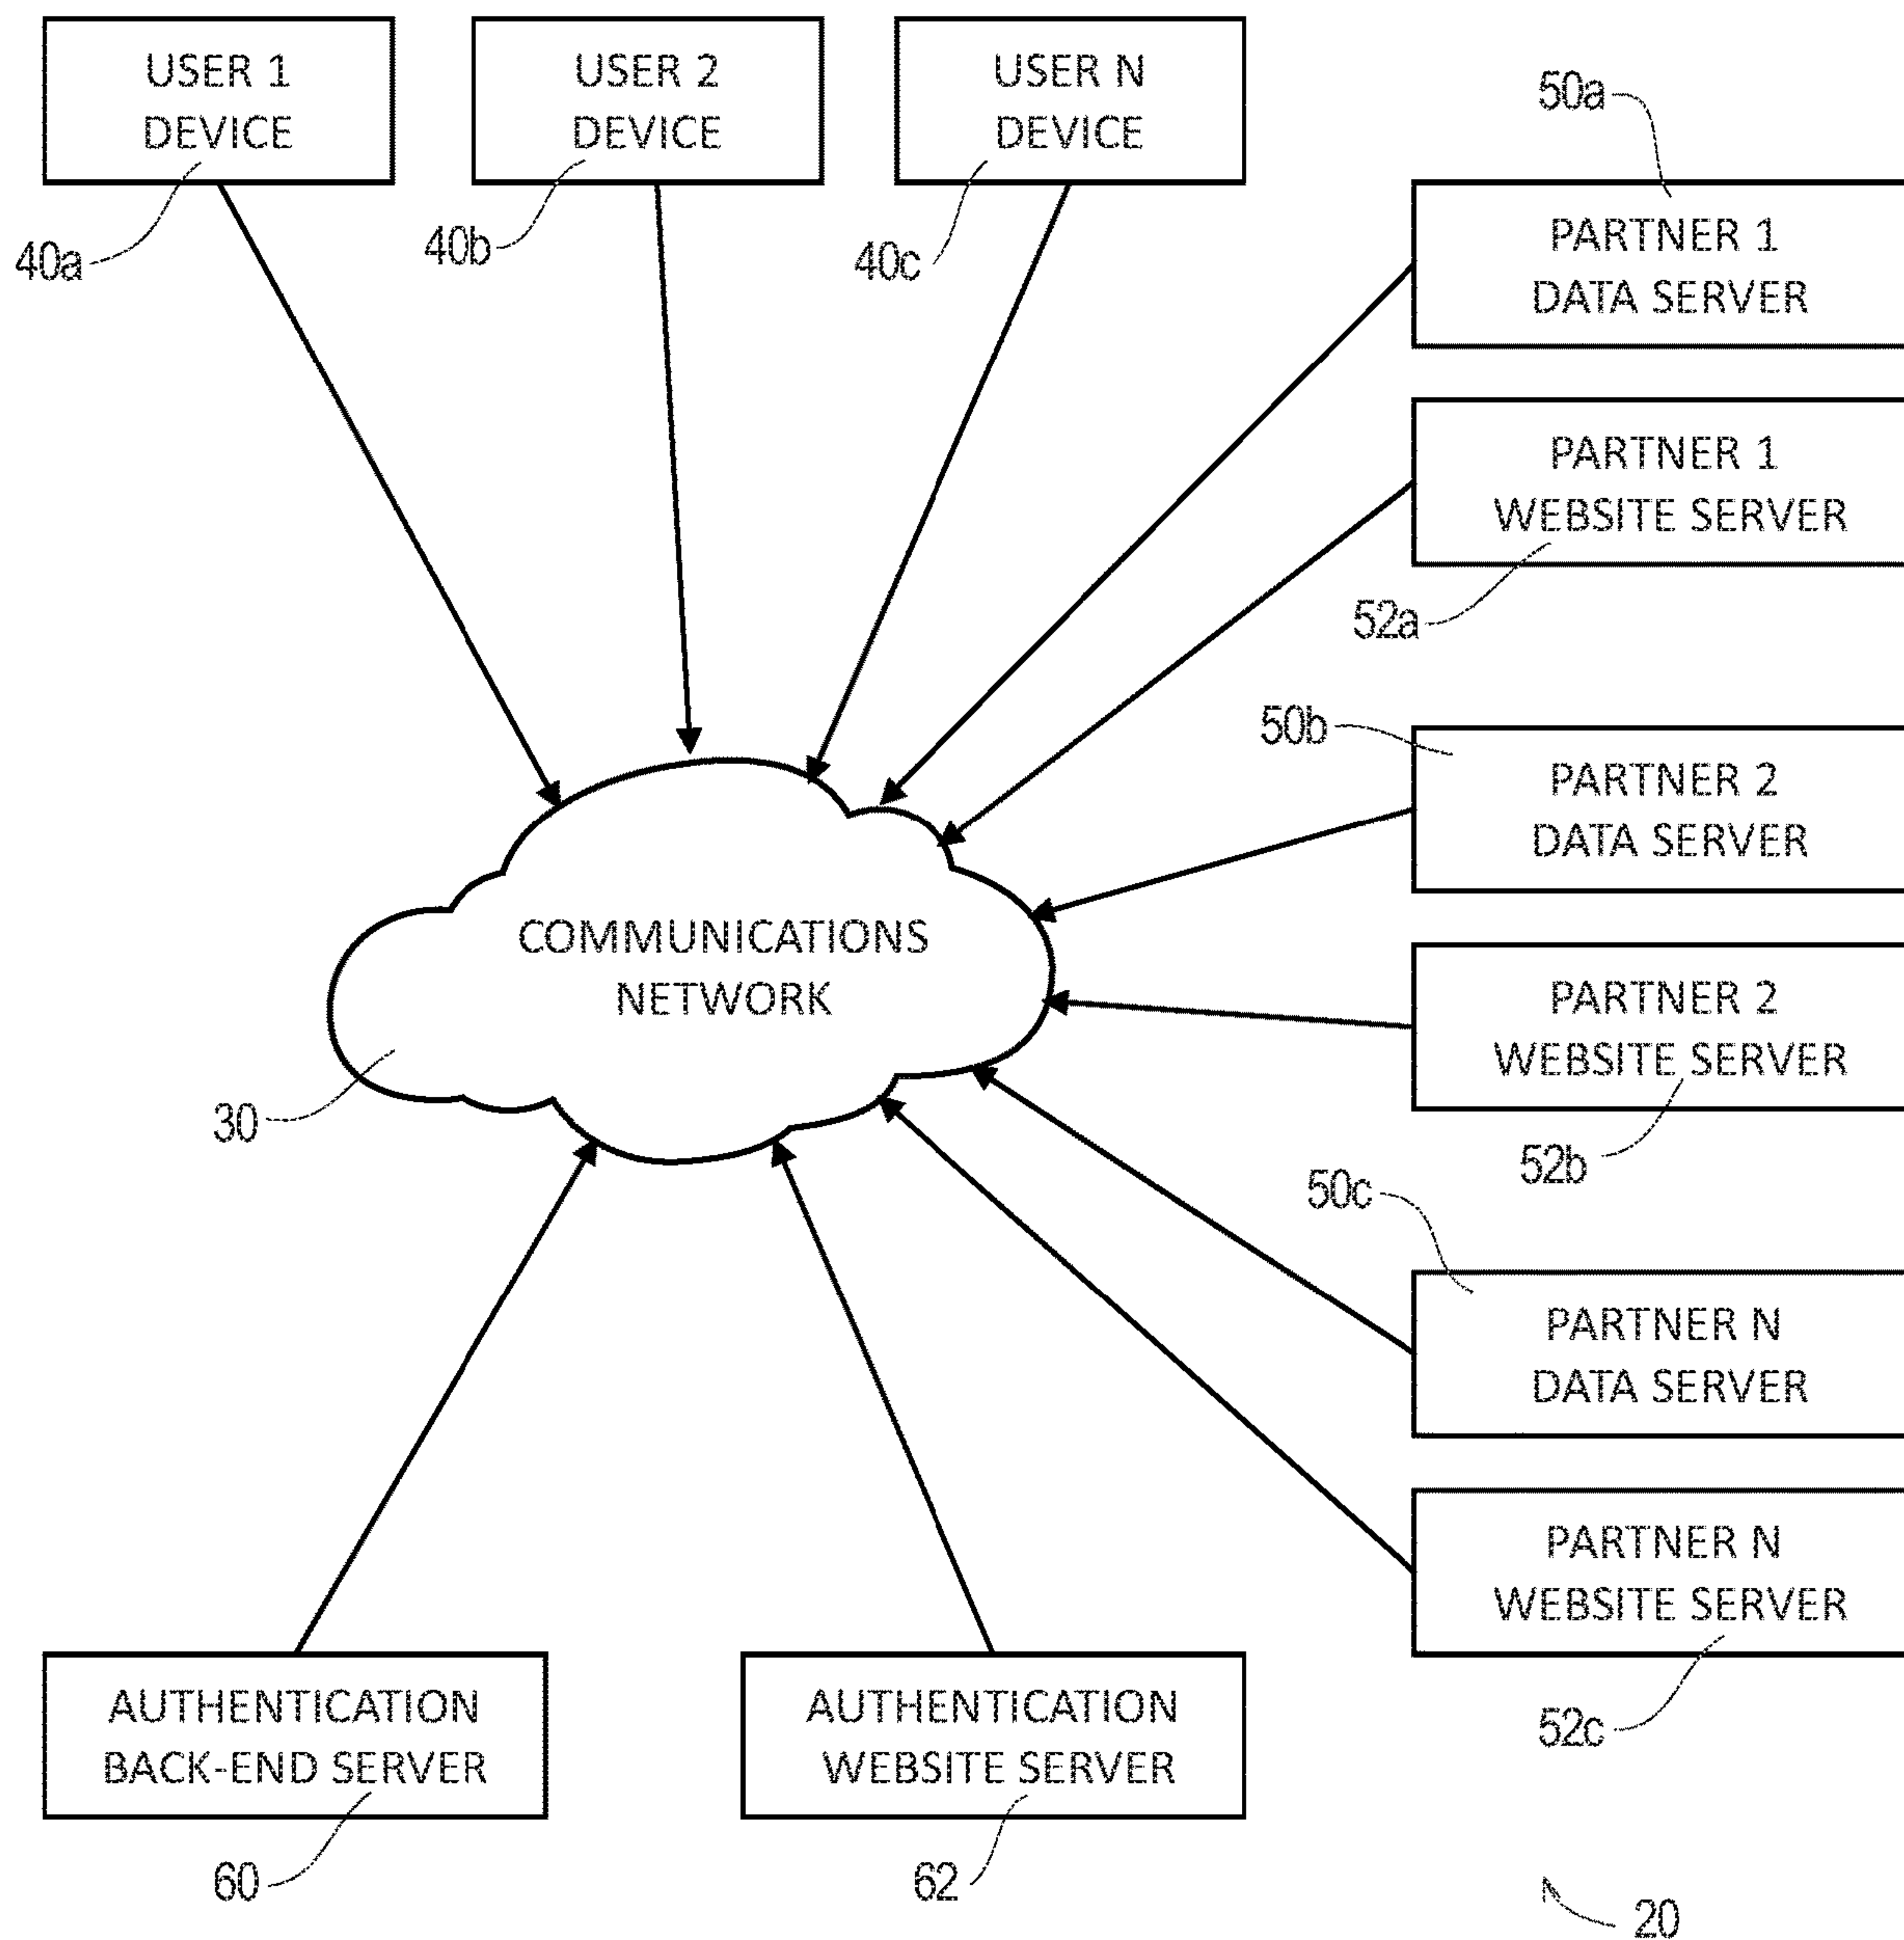 USER 1
DEVICE
40a
USER 2
DEVICE
40b
USER N
DEVICE
40c
50a
PARTNER 1
DATA SERVER
PARTNER 1
WEBSITE SERVER
52a
50b
PARTNER 2
DATA SERVER
PARTNER 2
WEBSITE SERVER
52b
COMMUNICATIONS
NETWORK
30
50c
PARTNER N
DATA SERVER
PARTNER N
WEBSITE SERVER
52c
AUTHENTICATION
BACK-END SERVER
60
AUTHENTICATION
WEBSITE SERVER
62
20